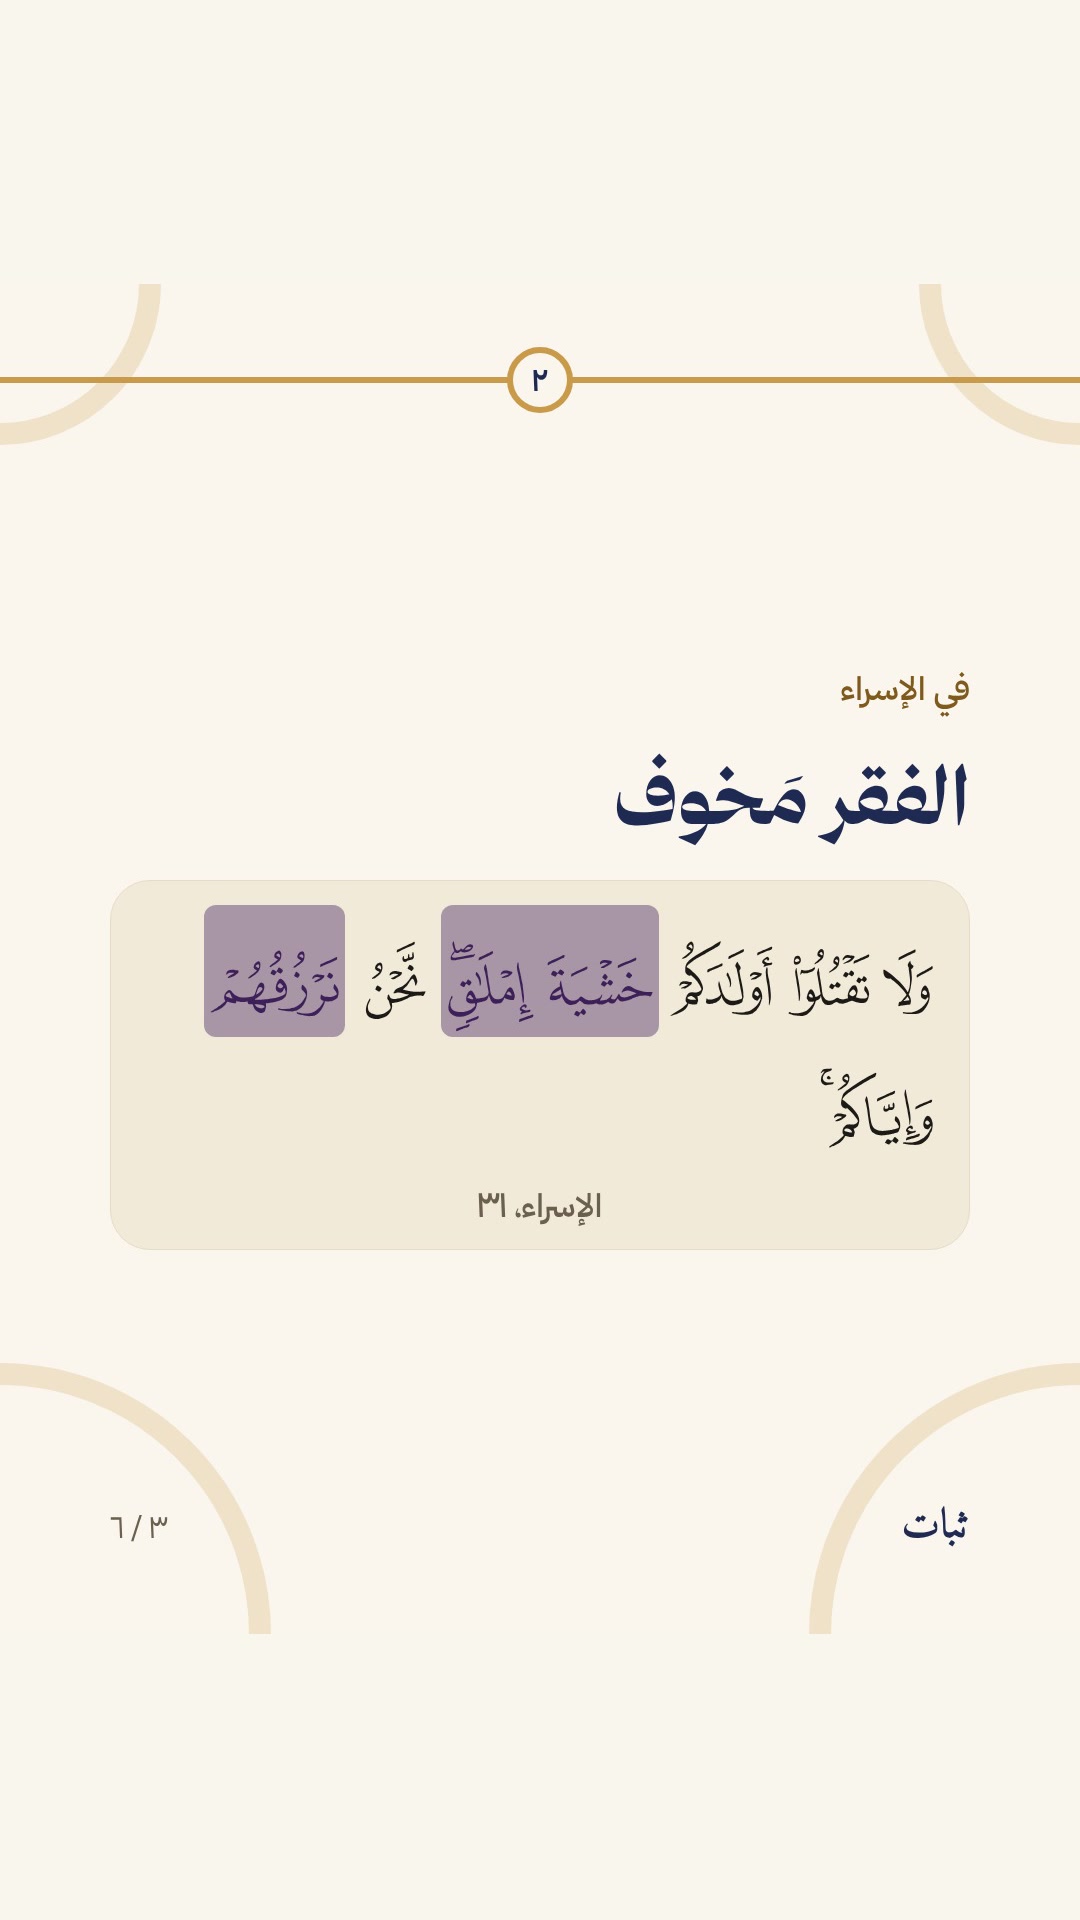 ٢
في الإسراء
الفقر مَخوف
وَلَا تَقۡتُلُوٓاْ أَوۡلَٰدَكُمۡ خَشۡيَةَ إِمۡلَٰقٖۖ نَّحۡنُ نَرۡزُقُهُمۡ
وَإِيَّاكُمۡۚ
الإسراء، ٣١
ثبات
٣ / ٦